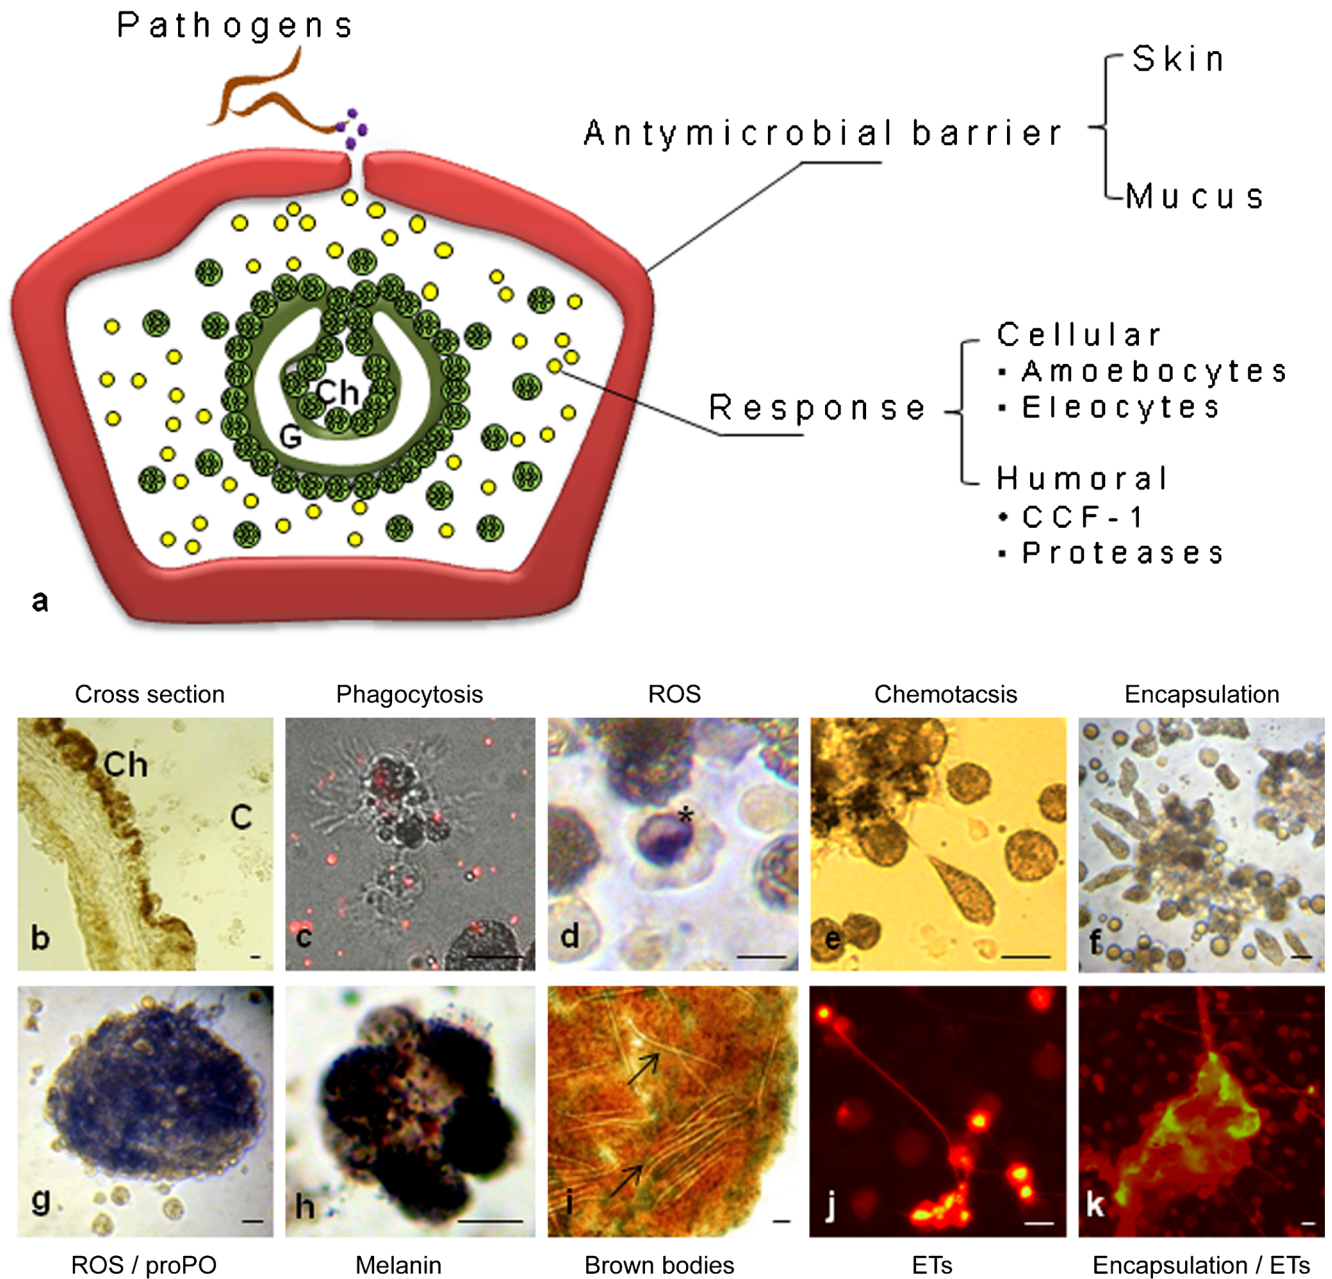 Pathogens
Antymicrobial barrier
Skin
Mucus
Response
Cellular
▪ Amoebocytes
▪ Eleocytes
Humoral
• CCF-1
▪ Proteases
Ch
G
a
Cross section
Phagocytosis
ROS
Chemotacsis
Encapsulation
Ch
C
b
c
*
d
e
f
g
h
i
j
k
ROS / proPO
Melanin
Brown bodies
ETs
Encapsulation / ETs